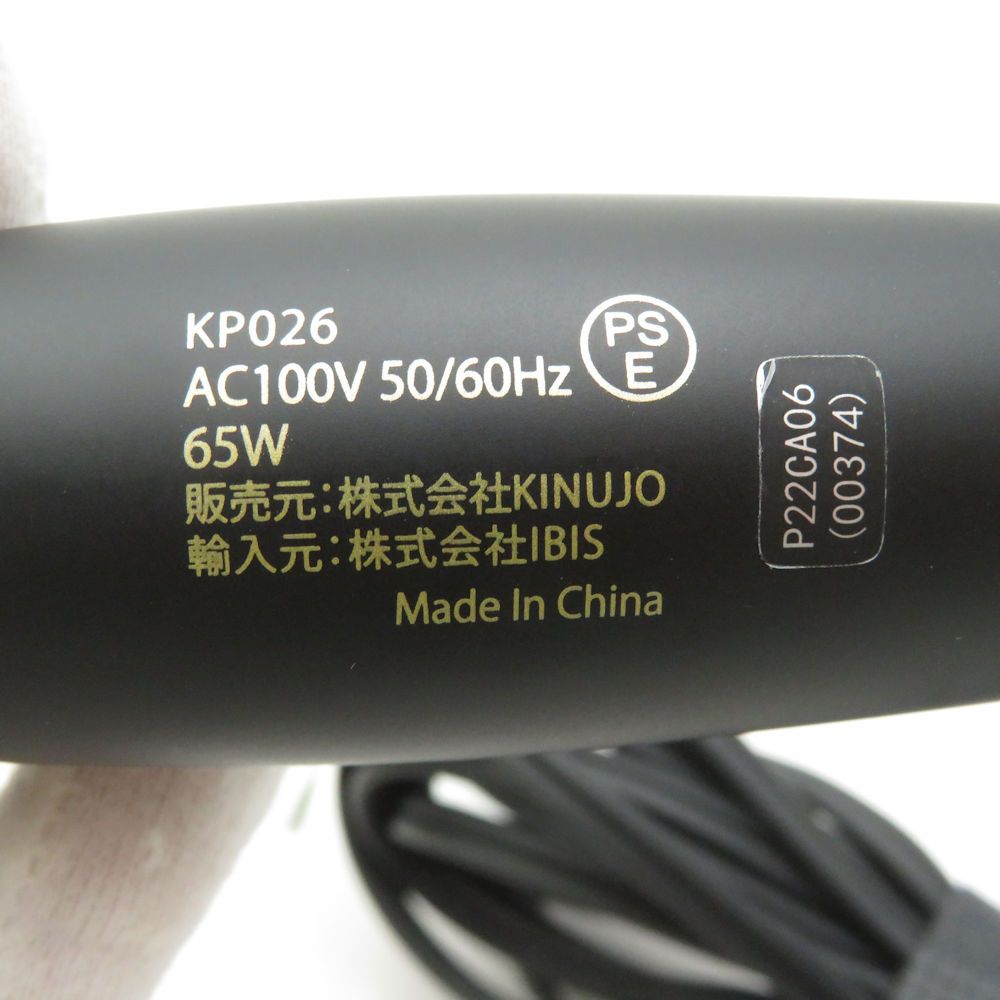 KP026
AC100V 50/60Hz
PS
E
65W
販売元:株式会社KINUJO
輸入元:株式会社IBIS
Made In China
P22CA06
(00374)